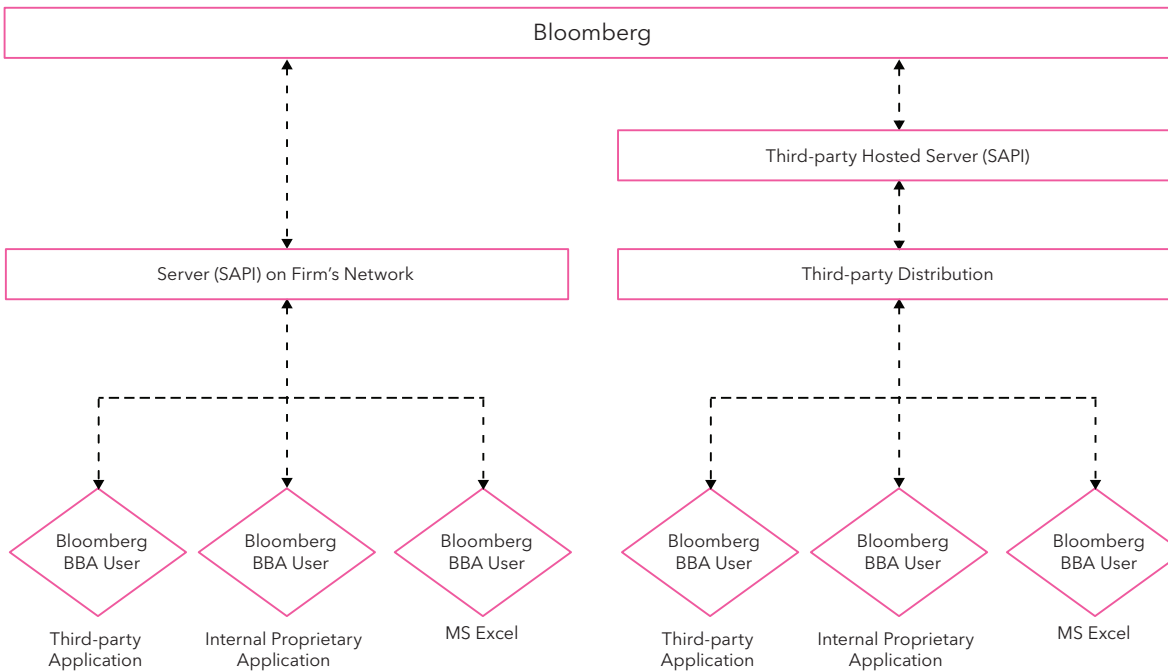 Bloomberg
Third-party Hosted Server (SAPI)
Server (SAPI) on Firm’s Network
Third-party Distribution
Bloomberg
BBA User
Bloomberg
BBA User
Bloomberg
BBA User
Bloomberg
BBA User
Bloomberg
BBA User
Bloomberg
BBA User
Third-party
Application
Internal Proprietary
Application
MS Excel
Third-party
Application
Internal Proprietary
Application
MS Excel